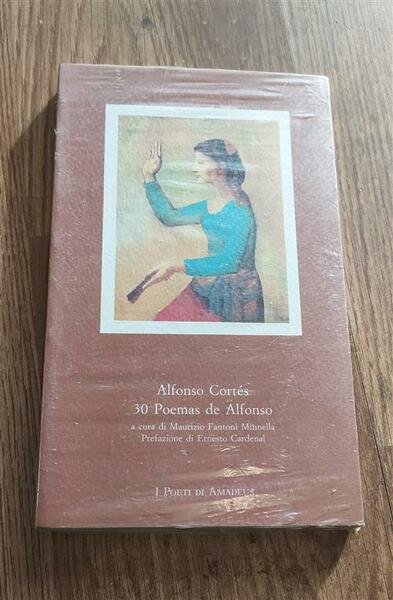 Alfonso Cortés
30 Poemas de Alfonso
a cura di Maurizio Fantoni Minnella
Prefazione di Ernesto Cardenal
I Poeti di Amadeus